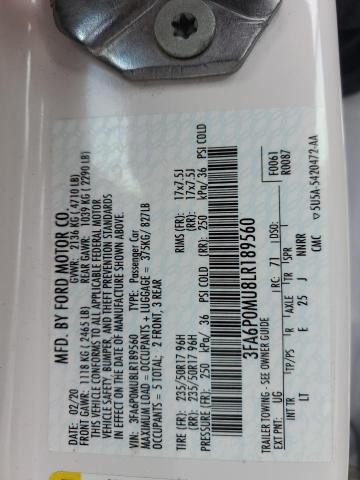 MFD. BY FORD MOTOR CO.
02/20 GVWR: 2136 KG ( 4710 LB)
FRONT GAWR: 1118 KG ( 2465 LB) REAR GAWR: 1039 KG ( 2290 LB)
THIS VEHICLE CONFORMS TO ALL APPLICABLE FEDERAL MOTOR
VEHICLE SAFETY, BUMPER, AND THEFT PREVENTION STANDARDS
IN EFFECT ON THE DATE OF MANUFACTURE SHOWN ABOVE.
VIN: 3FA6P0MU8LR189560 TYPE: Passenger Car
MAXIMUM LOAD = OCCUPANTS + LUGGAGE = 375KG/ 827LB
OCCUPANTS = 5 TOTAL; 2 FRONT, 3 REAR
TIRE (FR): 235/50R17 96H RIMS (FR): 17x7.5J
(RR): 235/50R17 96H (RR): 17x7.5J
PRESSURE (FR): 250 kPa/ 36 PSI COLD (RR): 250 kPa/ 36 PSI COLD
3FA6P0MU8LR189560
F0061
R0087
TRAILER TOWING - SEE OWNER GUIDE
EXT PNT: UG RC: 71 DSO:
INT TR TP/PS R AXLE TR SPR
LT E 25 J NNRR
CMC
5U5A-5420472-AA